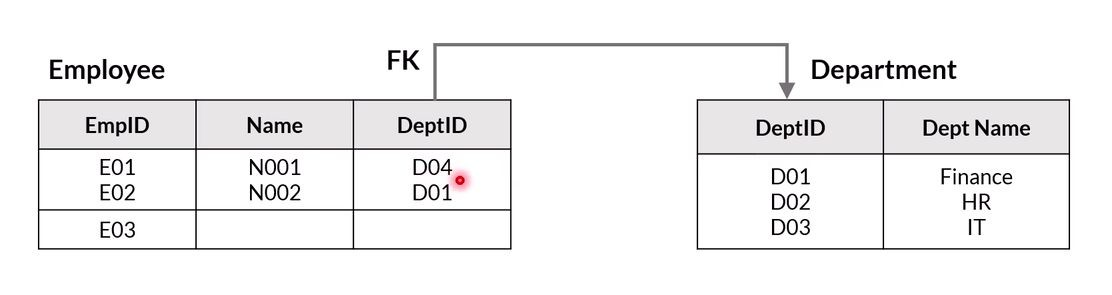 FK
Employee
Department
EmpID Name DeptID
E01 N001 D04
E02 N002 D01
E03
DeptID Dept Name
D01 Finance
D02 HR
D03 IT